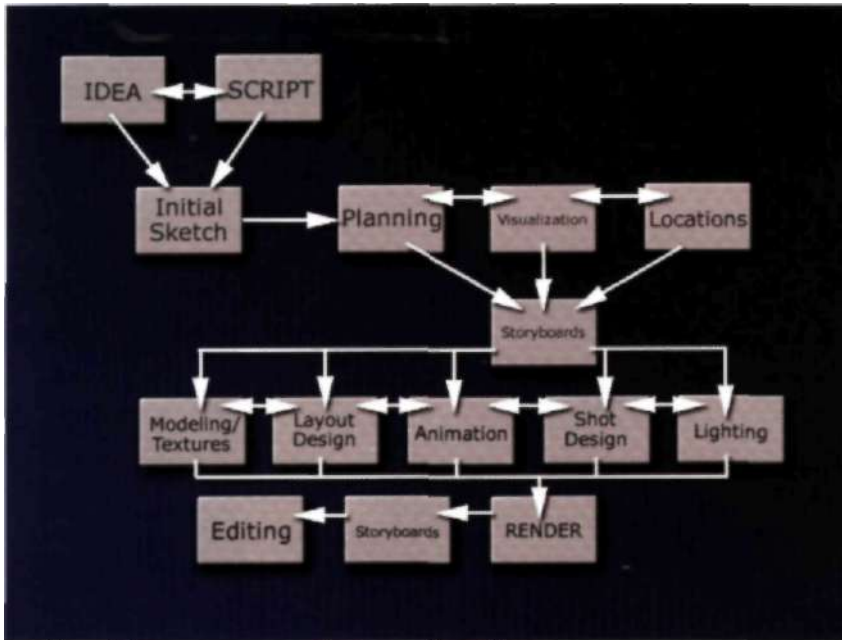 IDEA
SCRIPT
Initial
Sketch
Planning
Visualization
Locations
Storyboards
Modeling/
Textures
Layout
Design
Animation
Shot
Design
Lighting
Editing
Storyboards
RENDER